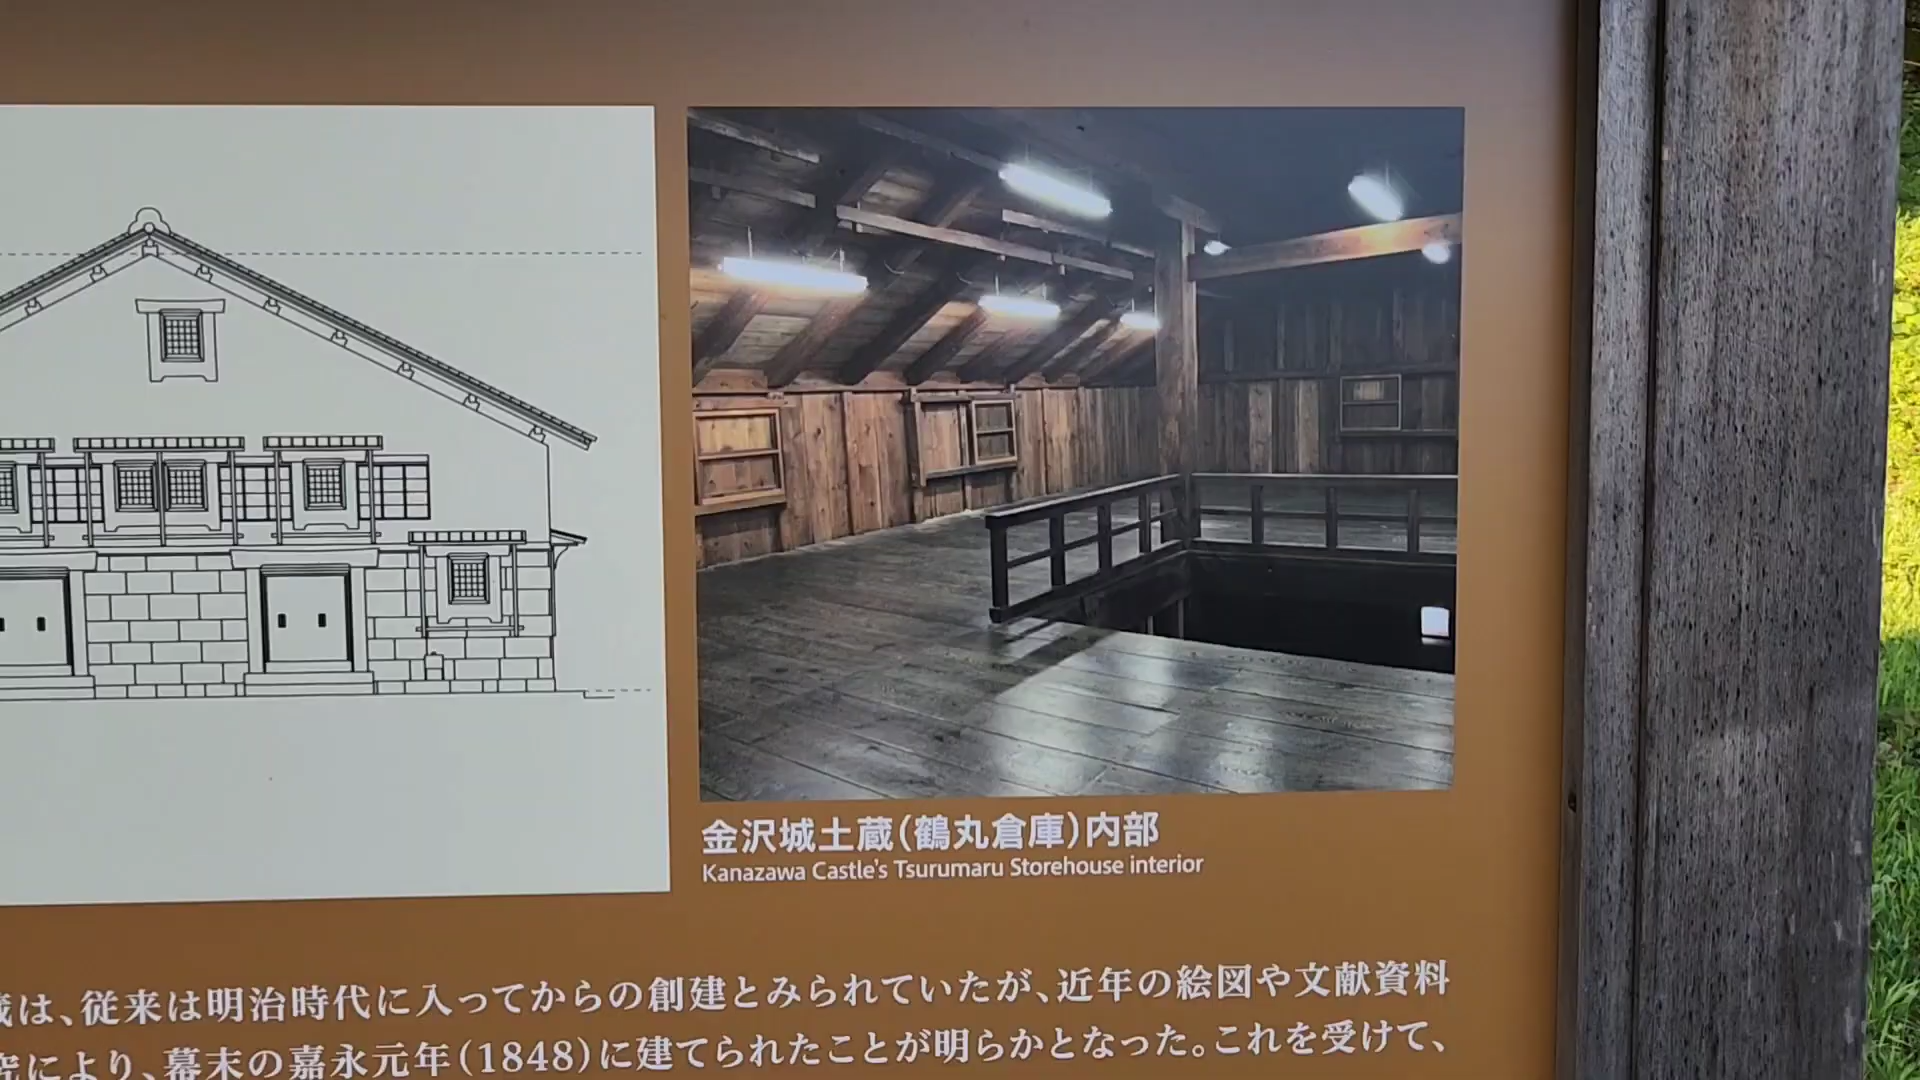 金沢城土蔵(鶴丸倉庫)内部
Kanazawa Castle's Tsurumaru Storehouse interior
蔵は、従来は明治時代に入ってからの創建とみられていたが、近年の絵図や文献資料
究により、幕末の嘉永元年(1848)に建てられたことが明らかとなった。これを受けて、